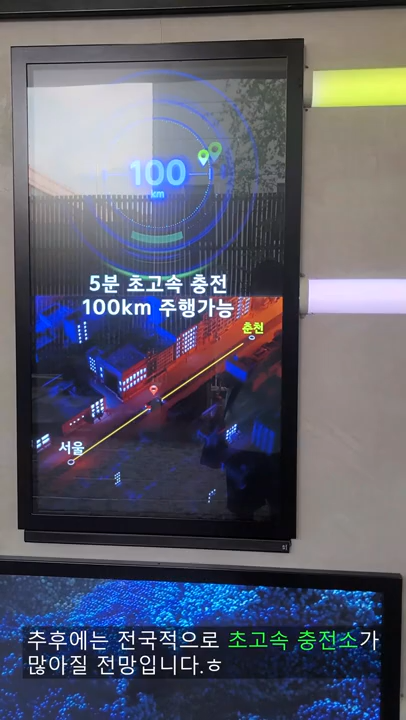 100
km
5분 초고속 충전
100km 주행가능
춘천
서울
추후에는 전국적으로 초고속 충전소가
많아질 전망입니다.ㅎ